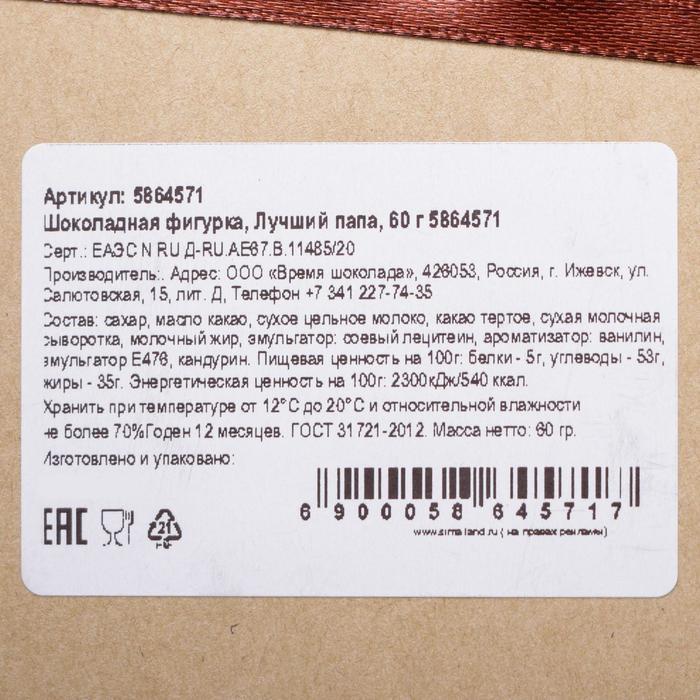 Артикул: 5864571
Шоколадная фигурка, Лучший папа, 60 г 5864571
Серт.: ЕАЭС N RU Д-RU.АЕ67.В.11485/20
Производитель:. Адрес: ООО «Время шоколада», 426053, Россия, г. Ижевск, ул.
Салютовская, 15, лит. Д, Телефон +7 341 227-74-35
Состав: сахар, масло какао, сухое цельное молоко, какао тертое, сухая молочная
сыворотка, молочный жир, эмульгатор: соевый лецитеин, ароматизатор: ванилин,
эмульгатор Е476, кандурин. Пищевая ценность на 100г: белки - 5г, углеводы - 53г,
жиры - 35г. Энергетическая ценность на 100г: 2300кДж/540 ккал.
Хранить при температуре от 12°С до 20°С и относительной влажности
не более 70%Годен 12 месяцев. ГОСТ 31721-2012. Масса нетто: 60 гр.
Изготовлено и упаковано:
6 900058 645717
www.sima-land.ru ( на правах рекламы)
ЕАС 21